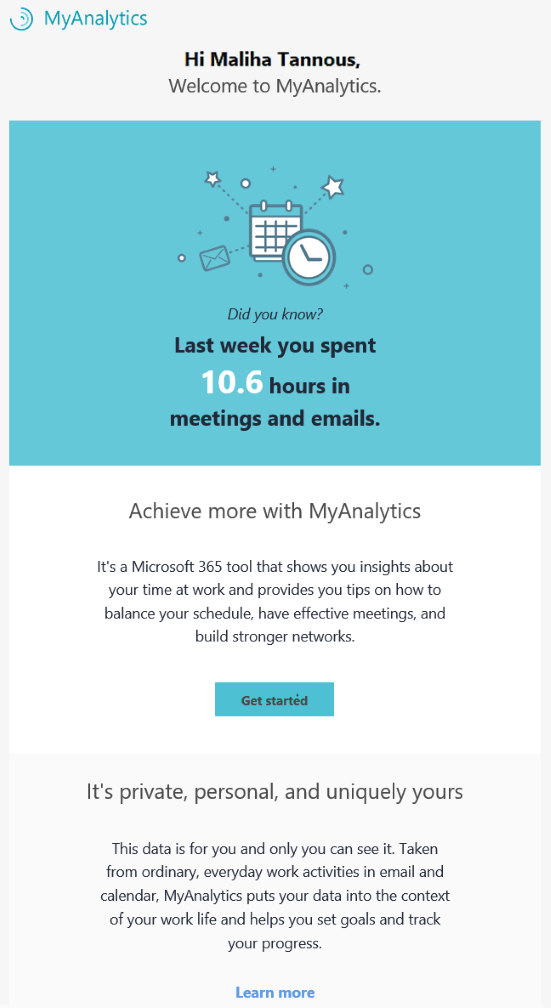 MyAnalytics
Hi Maliha Tannous,
Welcome to MyAnalytics.
Did you know?
Last week you spent
10.6 hours in
meetings and emails.
Achieve more with MyAnalytics
It's a Microsoft 365 tool that shows you insights about
your time at work and provides you tips on how to
balance your schedule, have effective meetings, and
build stronger networks.
Get started
It's private, personal, and uniquely yours
This data is for you and only you can see it. Taken
from ordinary, everyday work activities in email and
calendar, MyAnalytics puts your data into the context
of your work life and helps you set goals and track
your progress.
Learn more